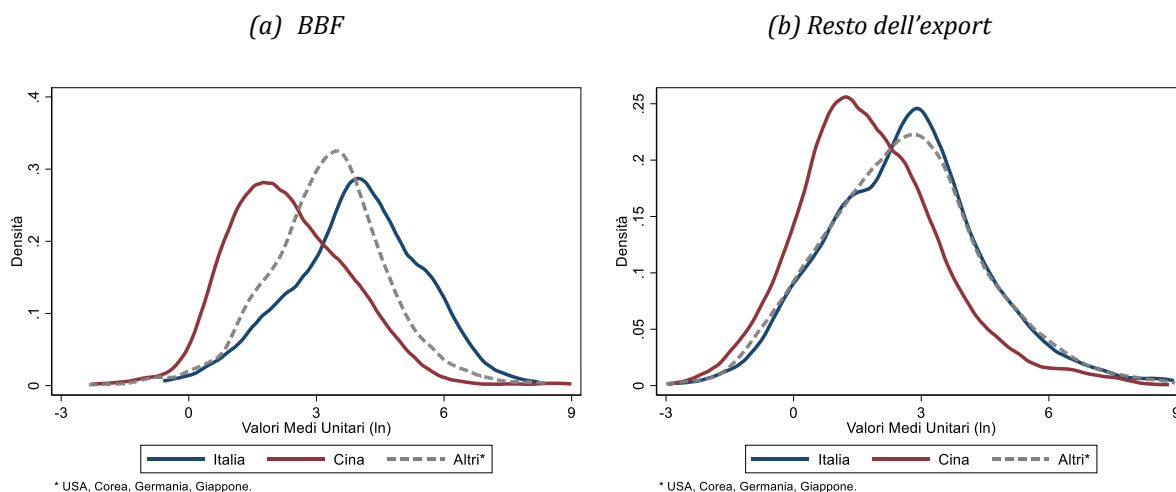 (a) BBF
(b) Resto dell'export
Densità
.4
.3
.2
.1
0
-3
0
3
6
9
Valori Medi Unitari (ln)
Italia
Cina
Altri*
* USA, Corea, Germania, Giappone.
Densità
.25
.2
.15
.1
.05
0
-3
0
3
6
9
Valori Medi Unitari (ln)
Italia
Cina
Altri*
* USA, Corea, Germania, Giappone.